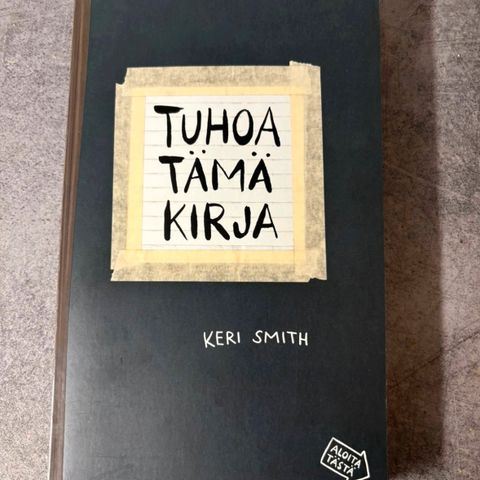 TUHOA
TÄMÄ
KIRJA
KERI SMITH
ALOITA
TÄSTÄ